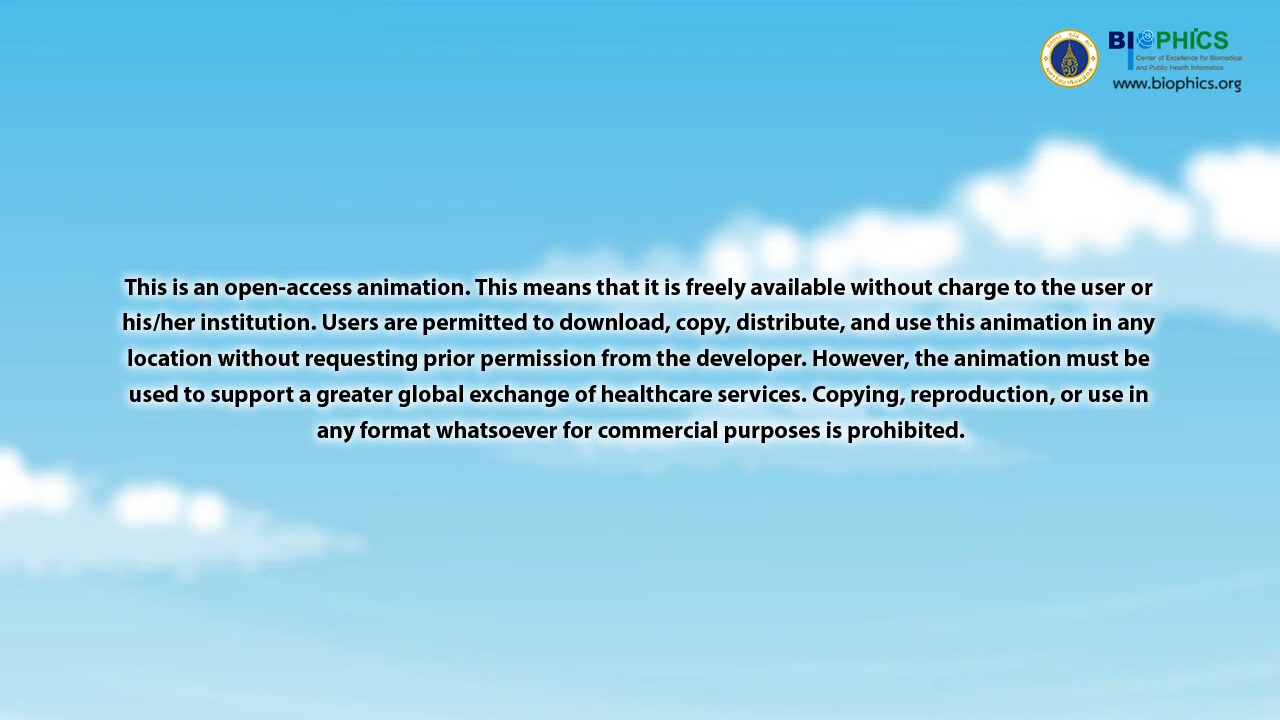 BIOPHICS
Center of Excellence for Biomedical
and Public Health Informatics
www.biophics.org
This is an open-access animation. This means that it is freely available without charge to the user or
his/her institution. Users are permitted to download, copy, distribute, and use this animation in any
location without requesting prior permission from the developer. However, the animation must be
used to support a greater global exchange of healthcare services. Copying, reproduction, or use in
any format whatsoever for commercial purposes is prohibited.